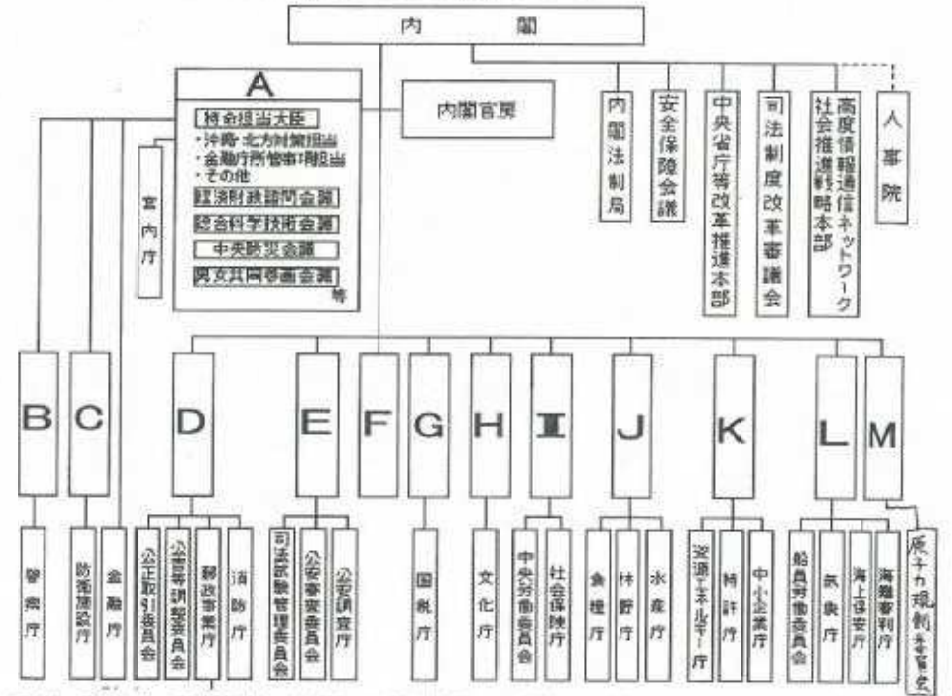 内閣
A
特命担当大臣
・沖縄・北方対策担当
・金融庁所管事項担当
・その他
経済財政諮問会議
総合科学技術会議
中央防災会議
男女共同参画会議
等
内閣官房
宮内庁
内閣法制局
安全保障会議
中央省庁等改革推進本部
司法制度改革審議会
高度情報通信ネットワーク
社会推進戦略本部
人事院
B
C
D
E
F
G
H
I
J
K
L
M
警察庁
防衛施設庁
金融庁
公正取引委員会
公害等調整委員会
郵政事業庁
消防庁
司法試験管理委員会
公安審査委員会
公安調査庁
国税庁
文化庁
中央労働委員会
社会保険庁
食糧庁
林野庁
水産庁
資源エネルギー庁
特許庁
中小企業庁
船員労働委員会
気象庁
海上保安庁
海難審判庁
原子力規制委員会